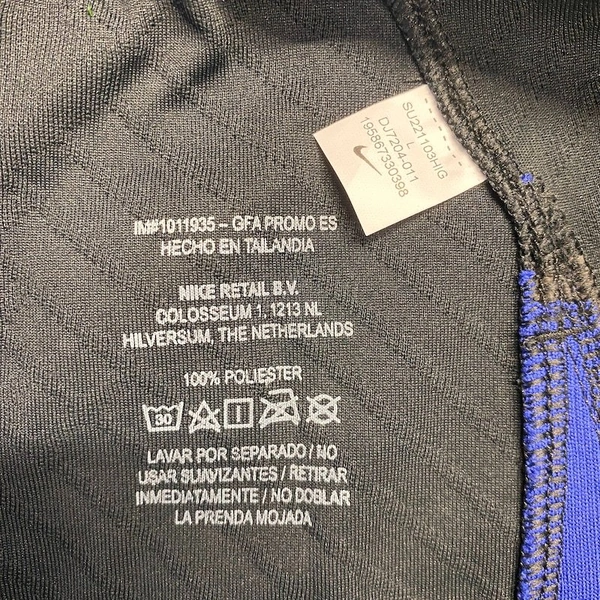 SU221103HIG
L
DJ7204-011
195867330398
IM#1011935 – GFA PROMO ES
HECHO EN TAILANDIA
NIKE RETAIL B.V.
COLOSSEUM 1, 1213 NL
HILVERSUM, THE NETHERLANDS
100% POLIESTER
30
LAVAR POR SEPARADO / NO
USAR SUAVIZANTES / RETIRAR
INMEDIATAMENTE / NO DOBLAR
LA PRENDA MOJADA